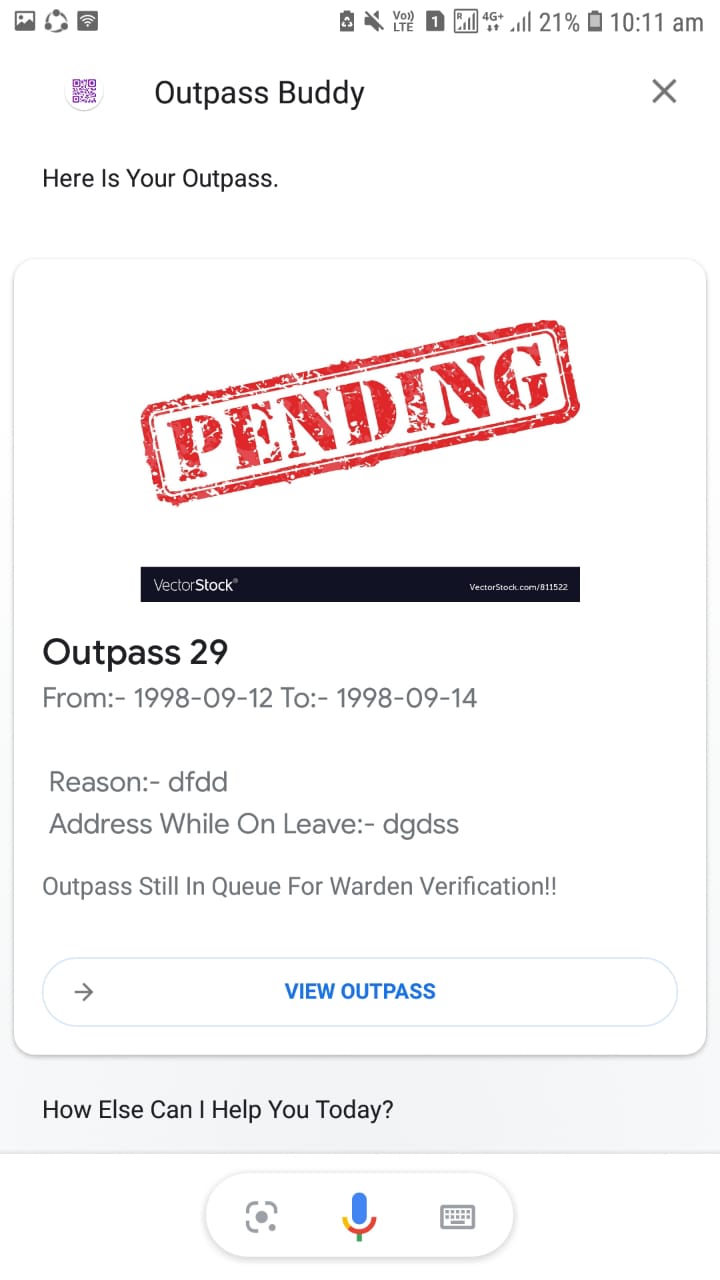 Vo)) LTE 1 R 4G+ 21% 10:11 am
Outpass Buddy
Here Is Your Outpass.
PENDING
VectorStock® VectorStock.com/811522
Outpass 29
From:- 1998-09-12 To:- 1998-09-14
Reason:- dfdd
Address While On Leave:- dgdss
Outpass Still In Queue For Warden Verification!!
VIEW OUTPASS
How Else Can I Help You Today?